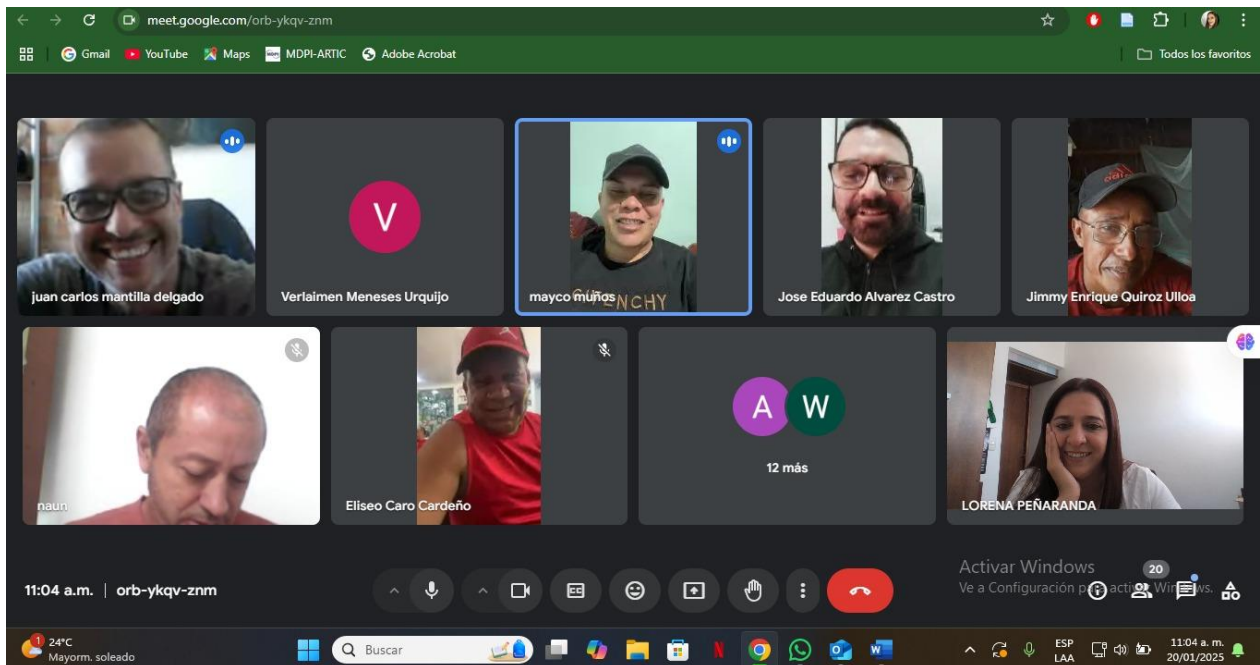 meet.google.com/orb-ykqv-znm
Gmail YouTube Maps MDPI-ARTIC Adobe Acrobat Todos los favoritos
juan carlos mantilla delgado
V
Verlaimen Meneses Urquijo
mayco muños
GIVENCHY
Jose Eduardo Alvarez Castro
Jimmy Enrique Quiroz Ulloa
naun
Eliseo Caro Cardeño
A W
12 más
LORENA PEÑARANDA
11:04 a.m. | orb-ykqv-znm
CC
Activar Windows
Ve a Configuración para activar Windows.
20
1
24°C
Mayorm. soleado
Buscar
ESP
LAA
11:04 a. m.
20/01/2025